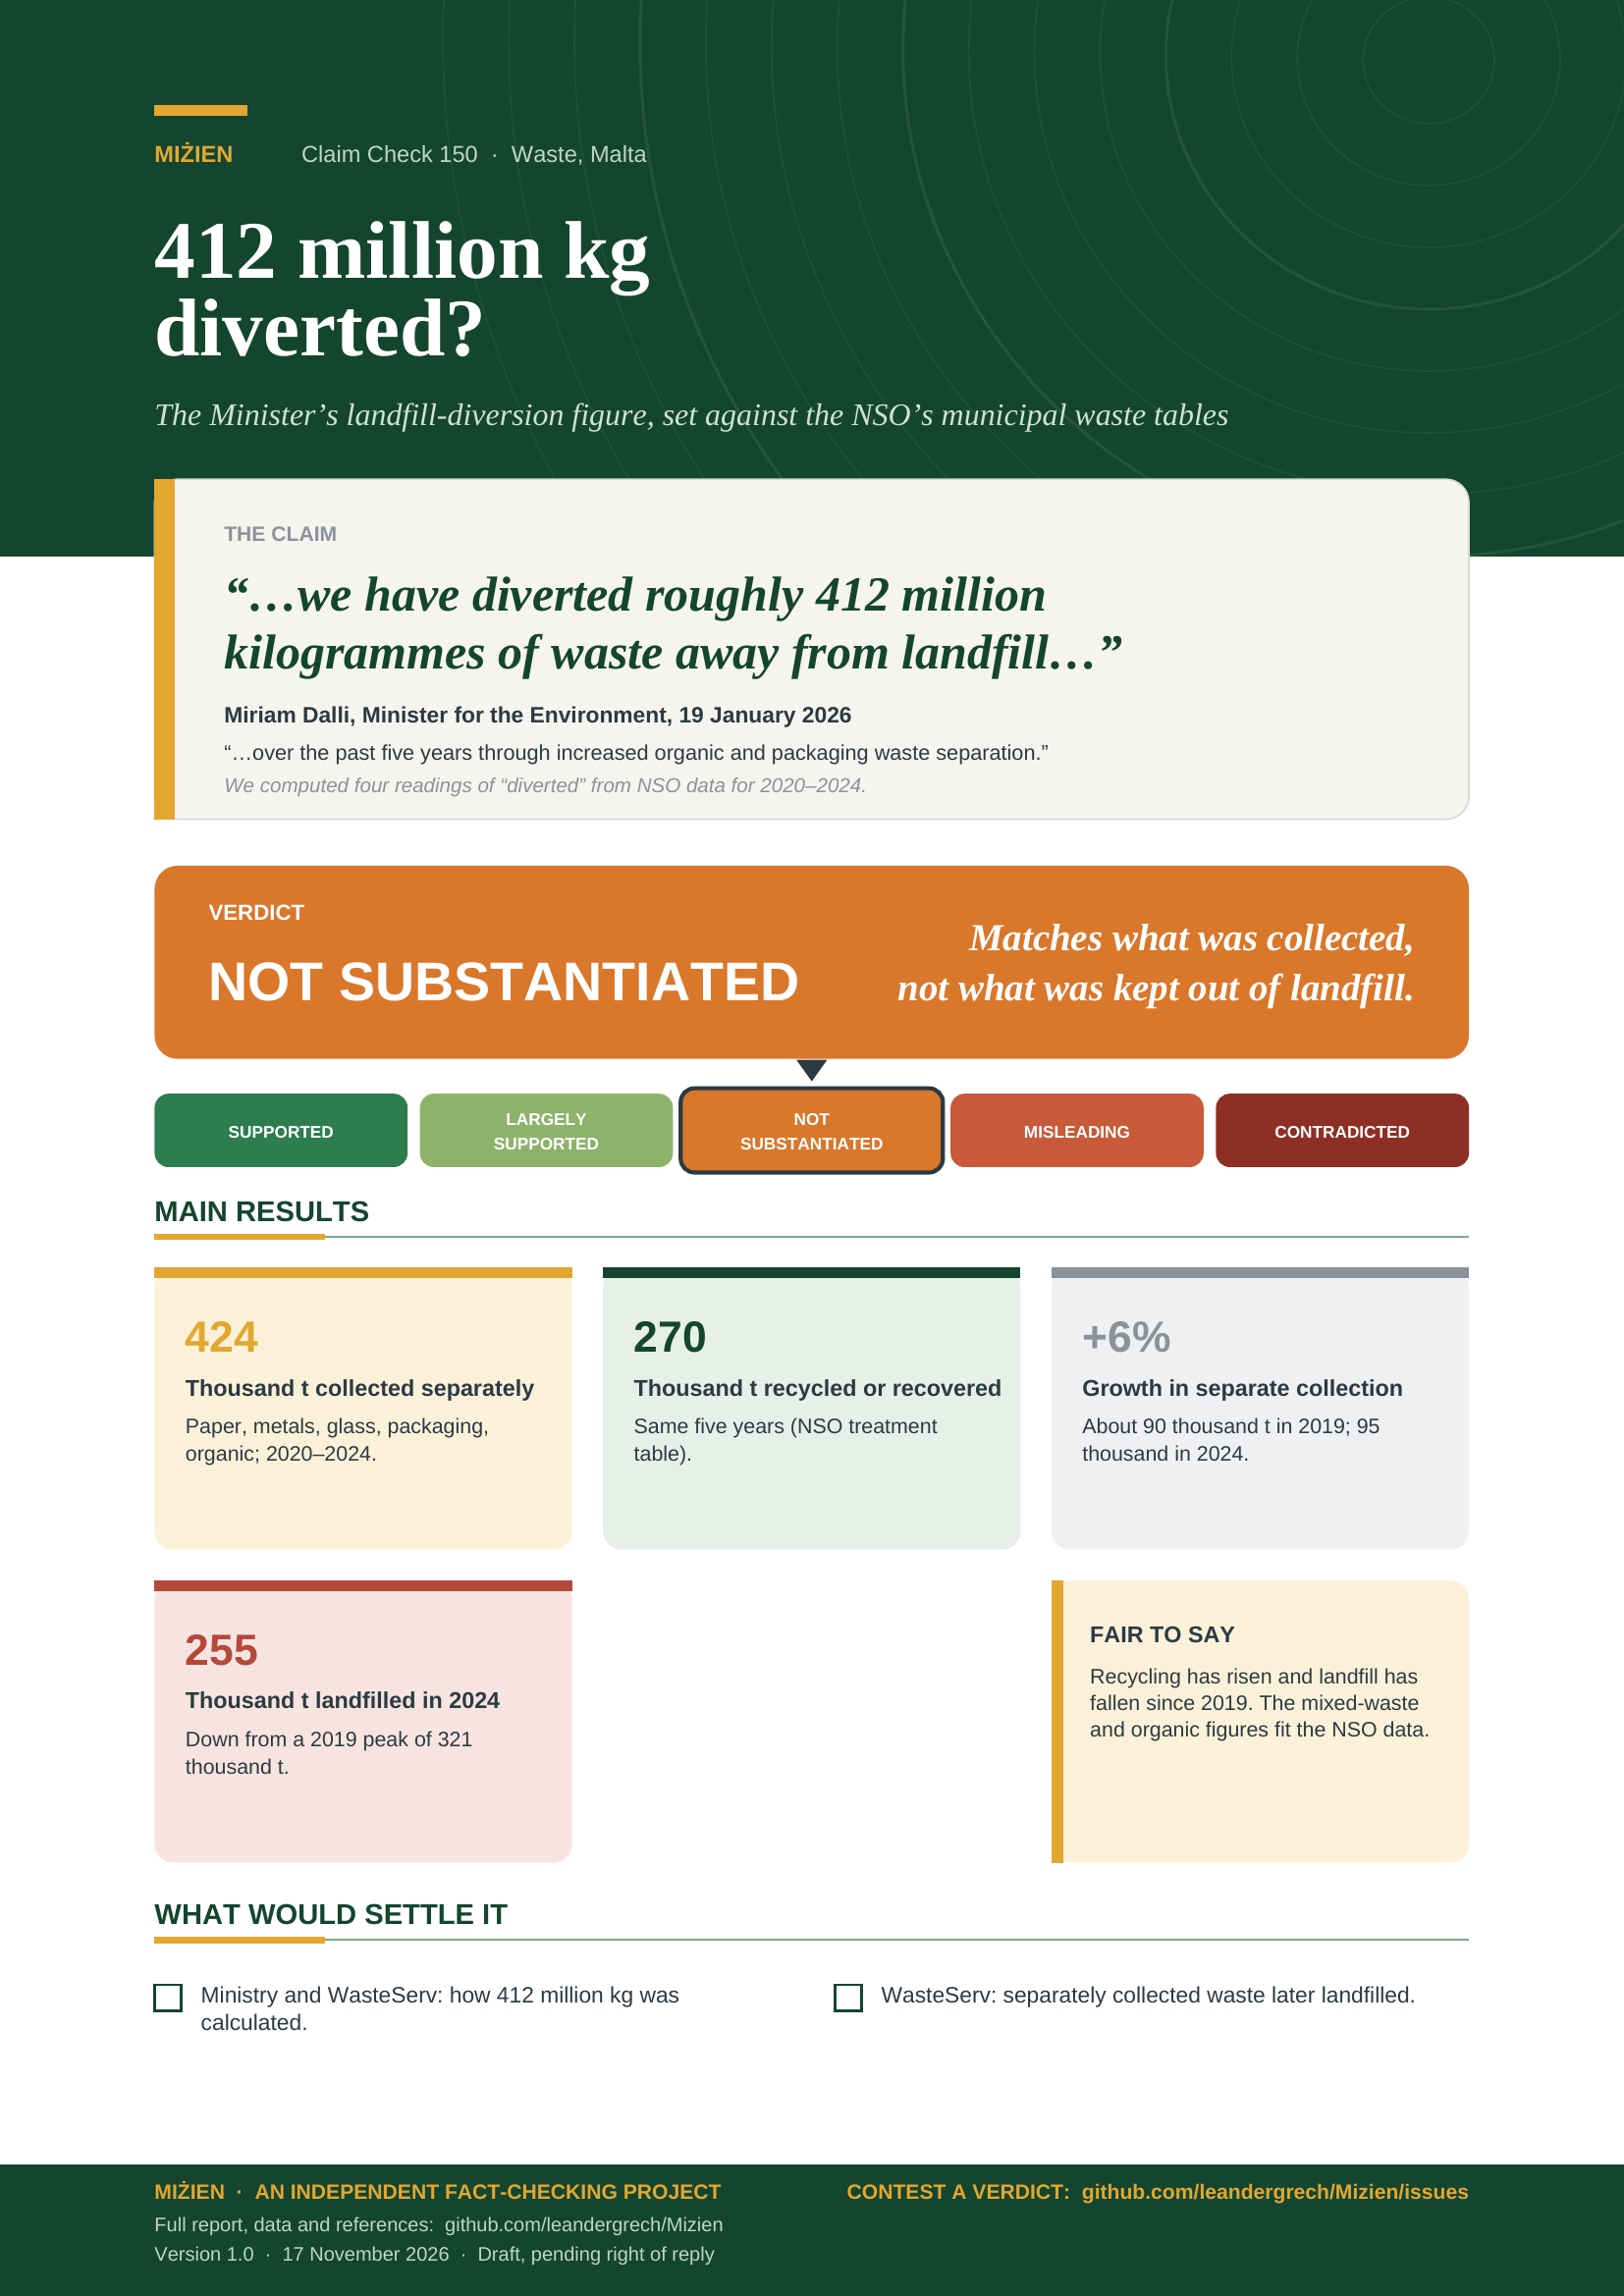 MIŻIEN Claim Check 150 · Waste, Malta
412 million kg
diverted?
The Minister’s landfill-diversion figure, set against the NSO’s municipal waste tables
THE CLAIM
“…we have diverted roughly 412 million
kilogrammes of waste away from landfill…”
Miriam Dalli, Minister for the Environment, 19 January 2026
“…over the past five years through increased organic and packaging waste separation.”
We computed four readings of “diverted” from NSO data for 2020–2024.
VERDICT
NOT SUBSTANTIATED
Matches what was collected,
not what was kept out of landfill.
SUPPORTED
LARGELY
SUPPORTED
NOT
SUBSTANTIATED
MISLEADING
CONTRADICTED
MAIN RESULTS
424
Thousand t collected separately
Paper, metals, glass, packaging,
organic; 2020–2024.
270
Thousand t recycled or recovered
Same five years (NSO treatment
table).
+6%
Growth in separate collection
About 90 thousand t in 2019; 95
thousand in 2024.
255
Thousand t landfilled in 2024
Down from a 2019 peak of 321
thousand t.
FAIR TO SAY
Recycling has risen and landfill has
fallen since 2019. The mixed-waste
and organic figures fit the NSO data.
WHAT WOULD SETTLE IT
Ministry and WasteServ: how 412 million kg was
calculated.
WasteServ: separately collected waste later landfilled.
MIŻIEN · AN INDEPENDENT FACT-CHECKING PROJECT
CONTEST A VERDICT: github.com/leandergrech/Mizien/issues
Full report, data and references: github.com/leandergrech/Mizien
Version 1.0 · 17 November 2026 · Draft, pending right of reply